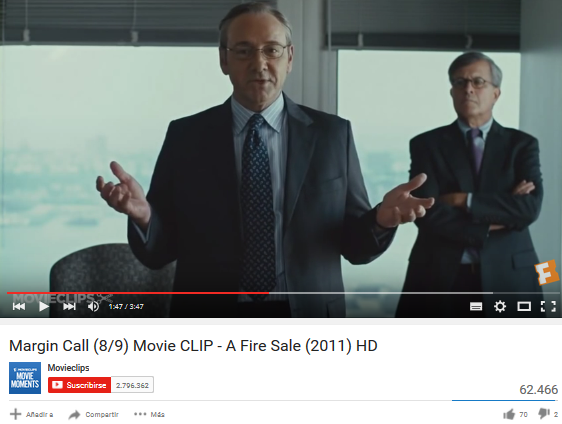 MOVIECLIPS
F
1:47 / 3:47
Margin Call (8/9) Movie CLIP - A Fire Sale (2011) HD
MOVIECLIPS
MOVIE
MOMENTS
Movieclips
Suscribirse 2.796.362
62.466
Añadir a Compartir Más 70 2